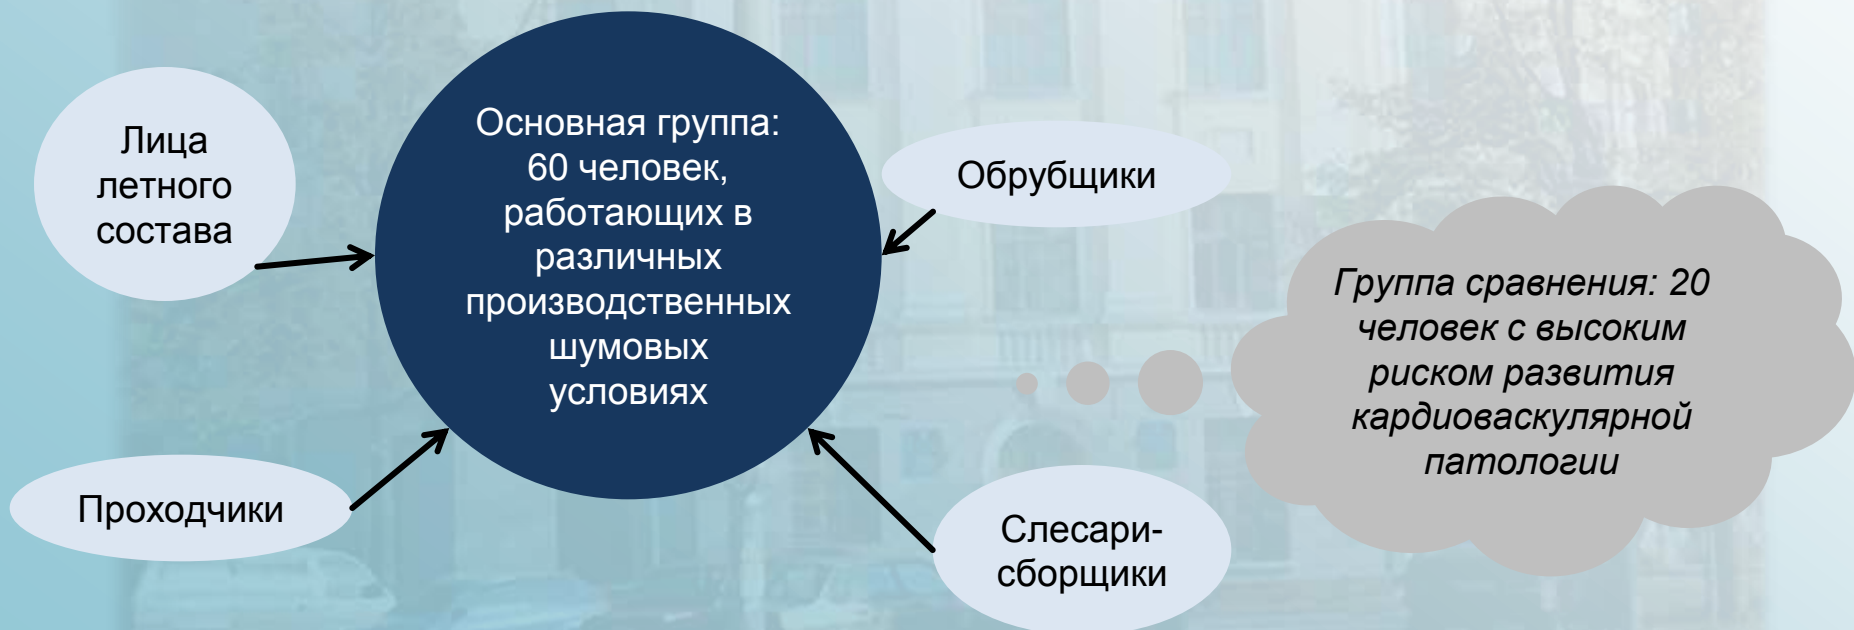 Лица
летного
состава
Основная группа:
60 человек,
работающих в
различных
производственных
шумовых
условиях
Обрубщики
Группа сравнения: 20
человек с высоким
риском развития
кардиоваскулярной
патологии
Проходчики
Слесари-
сборщики